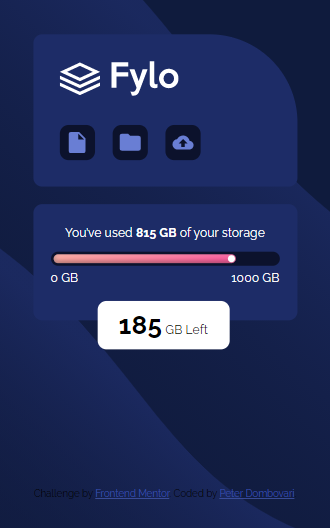 Fylo
You've used 815 GB of your storage
0 GB 1000 GB
185 GB Left
Challenge by Frontend Mentor. Coded by Peter Dombovari.